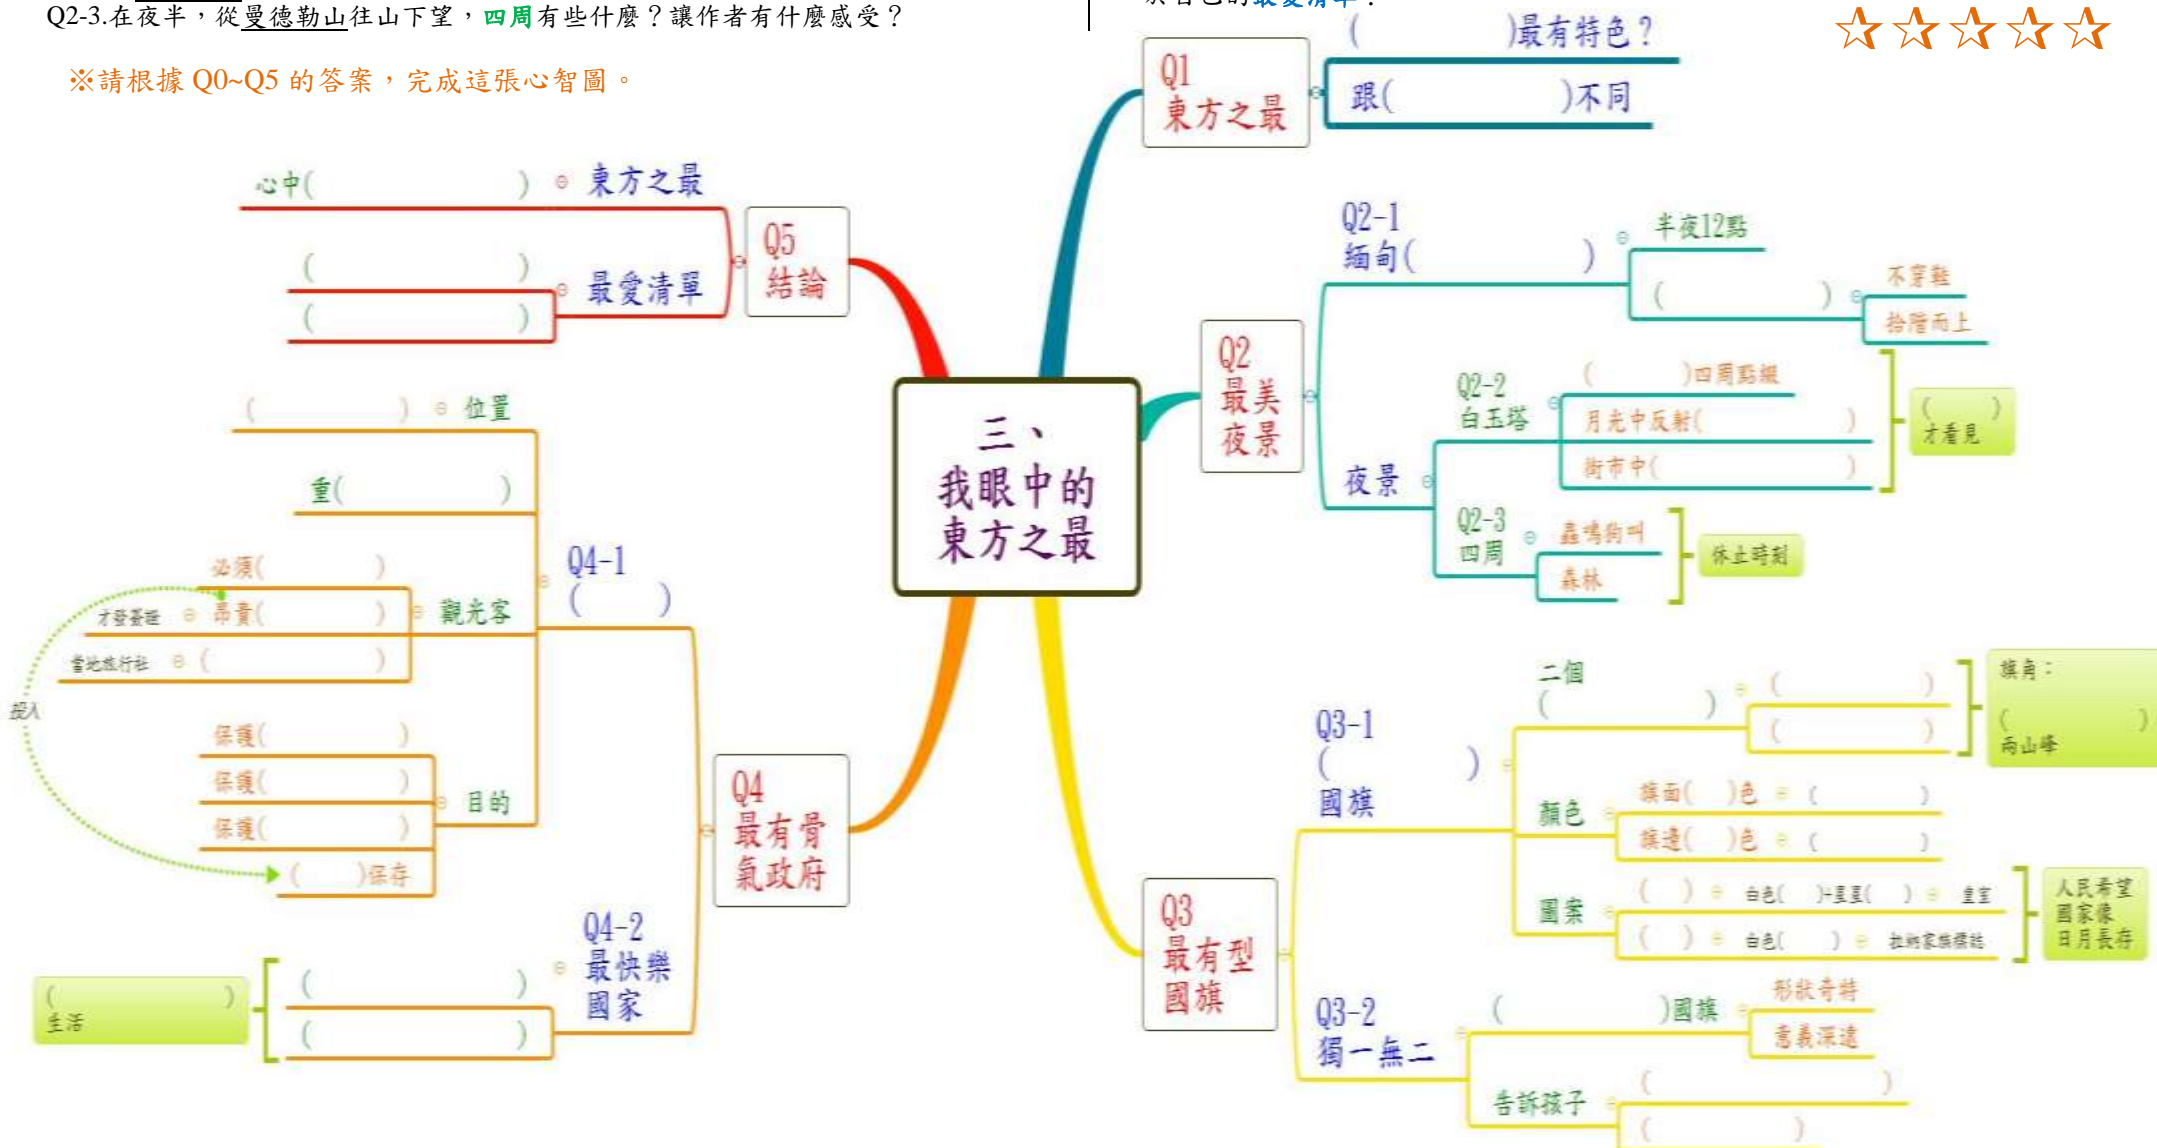 Q2-3.在夜半，從曼德勒山往山下望，四周有些什麼？讓作者有什麼感受？
※請根據 Q0~Q5 的答案，完成這張心智圖。
☆☆☆☆☆
三、
我眼中的
東方之最
Q1
東方之最
(　　　)最有特色？
跟(　　　)不同
Q2
最美
夜景
Q2-1
緬甸(　　　)
半夜12點
(　　　)
不穿鞋
拾階而上
夜景
Q2-2
白玉塔
(　　　)四周點綴
月光中反射(　　　)
街市中(　　　)
(　　　)
才看見
Q2-3
四周
蟲鳴狗叫
森林
休止時刻
Q3
最有型
國旗
Q3-1
(　　　)
國旗
二個
(　　　)
(　　　)
(　　　)
旗角：
(　　　)
兩山峰
顏色
旗面(　)色
(　　　)
旗邊(　)色
(　　　)
圖案
(　)
白色(　)+星星(　)
皇室
(　)
白色(　)
拉納家族標誌
人民希望
國家像
日月長存
Q3-2
獨一無二
(　　　)國旗
形狀奇特
意義深遠
告訴孩子
(　　　)
(　　　)
Q4
最有骨
氣政府
Q4-1
(　　　)
位置
(　　　)
重(　　　)
觀光客
必須(　　　)
昂貴(　　　)
才發簽證
(　　　)
當地旅行社
投入
目的
保護(　　　)
保護(　　　)
保護(　　　)
(　　)保存
Q4-2
最快樂
國家
(　　　)
(　　　)
(　　　)
生活
Q5
結論
東方之最
心中(　　　)
最愛清單
(　　　)
(　　　)